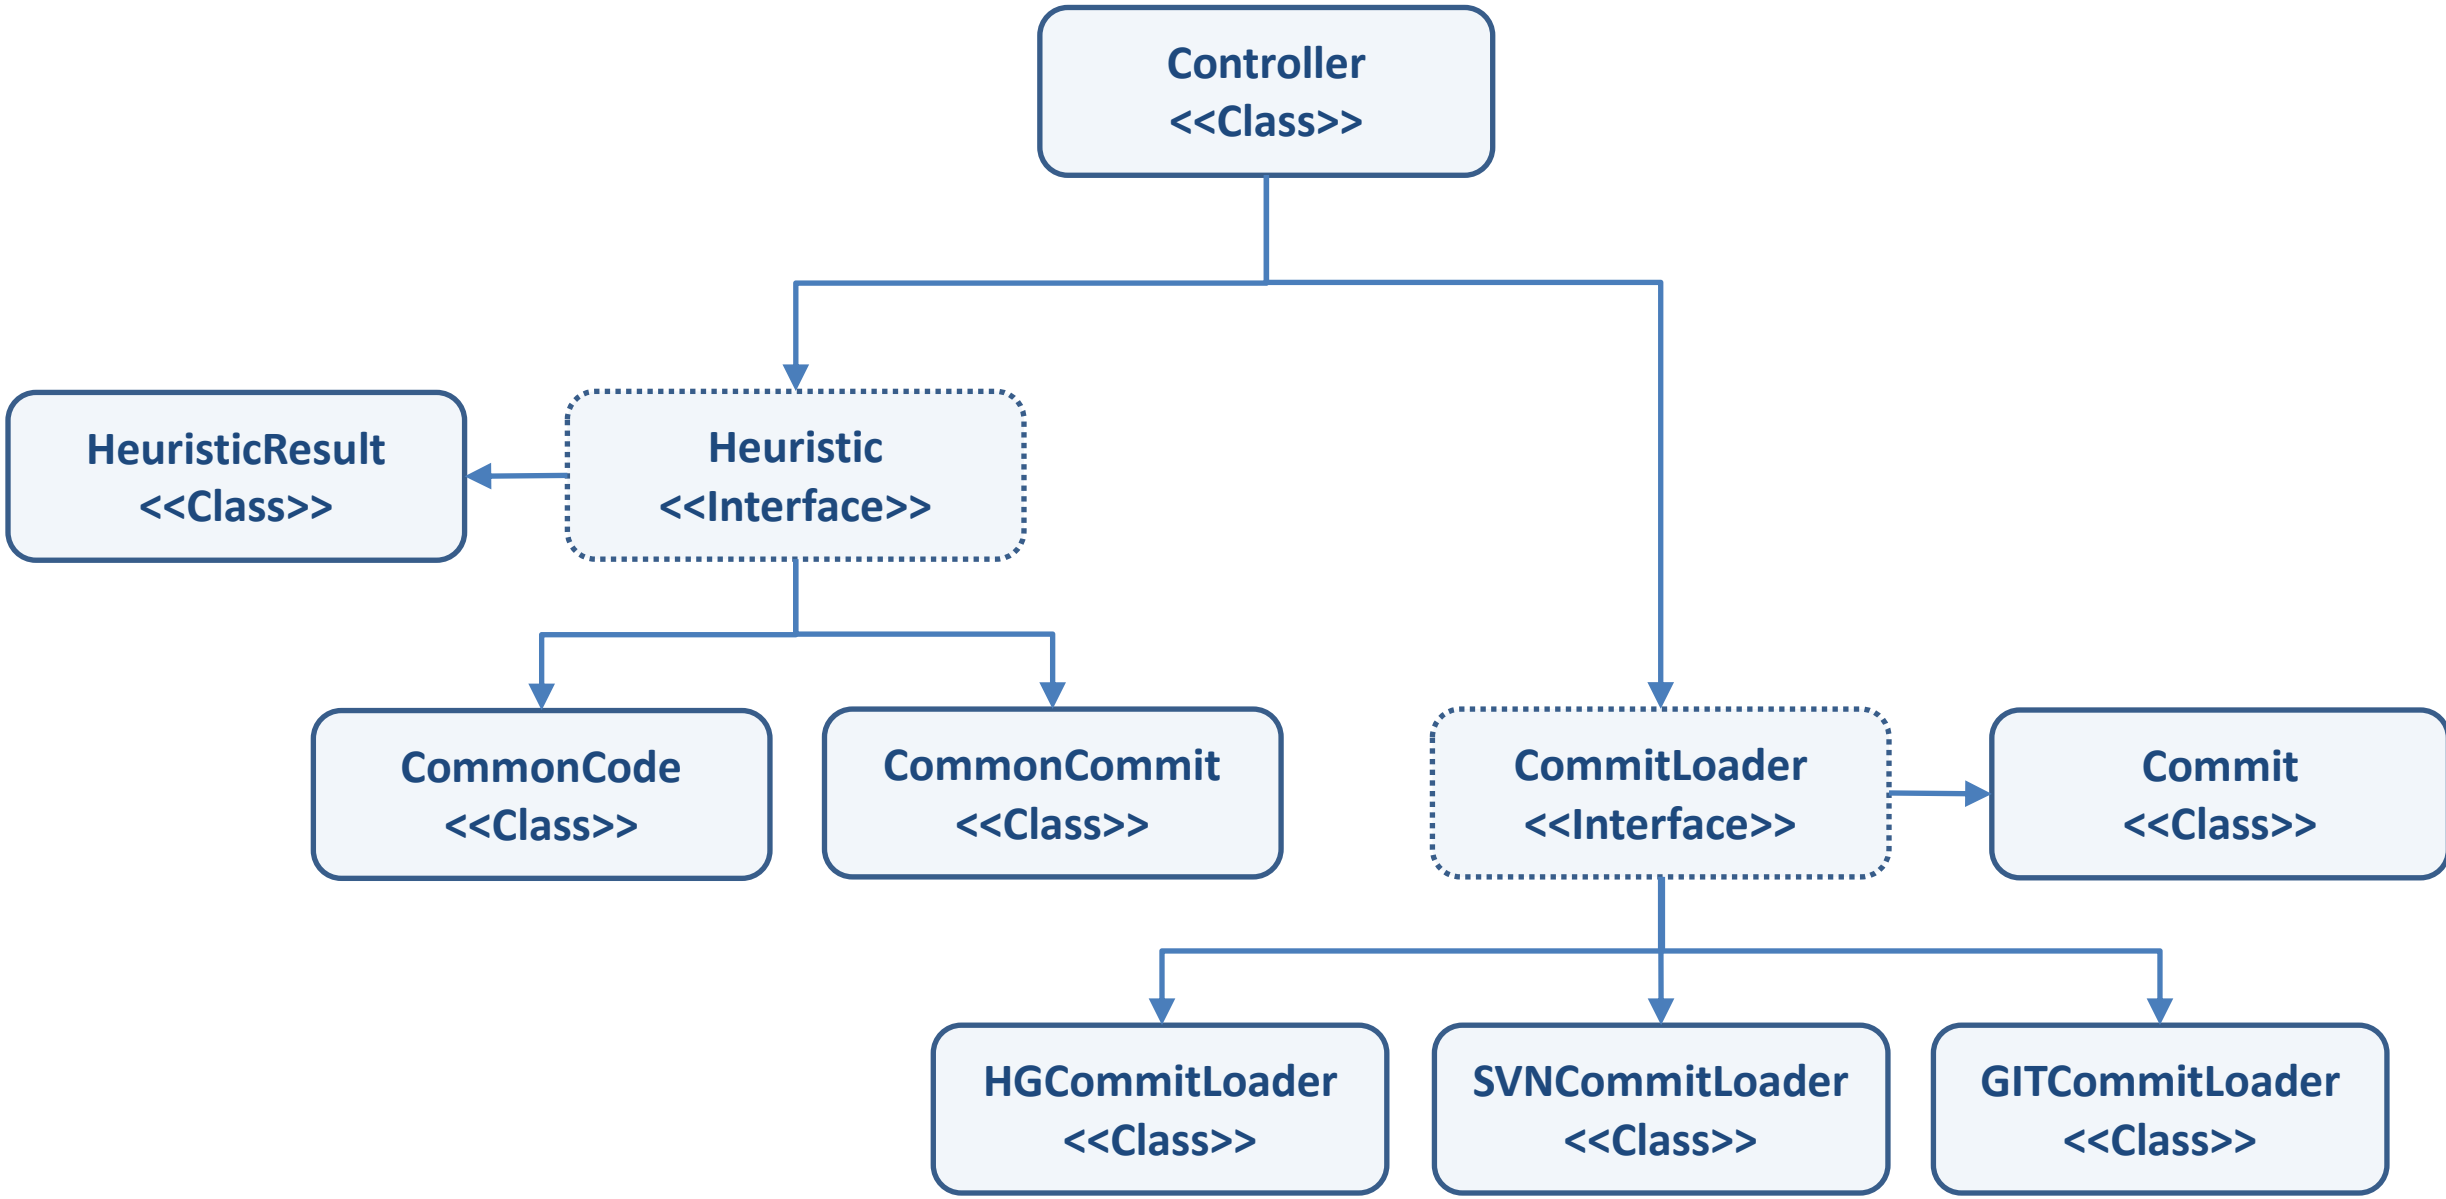 Controller
<<Class>>
HeuristicResult
<<Class>>
Heuristic
<<Interface>>
CommonCode
<<Class>>
CommonCommit
<<Class>>
CommitLoader
<<Interface>>
Commit
<<Class>>
HGCommitLoader
<<Class>>
SVNCommitLoader
<<Class>>
GITCommitLoader
<<Class>>